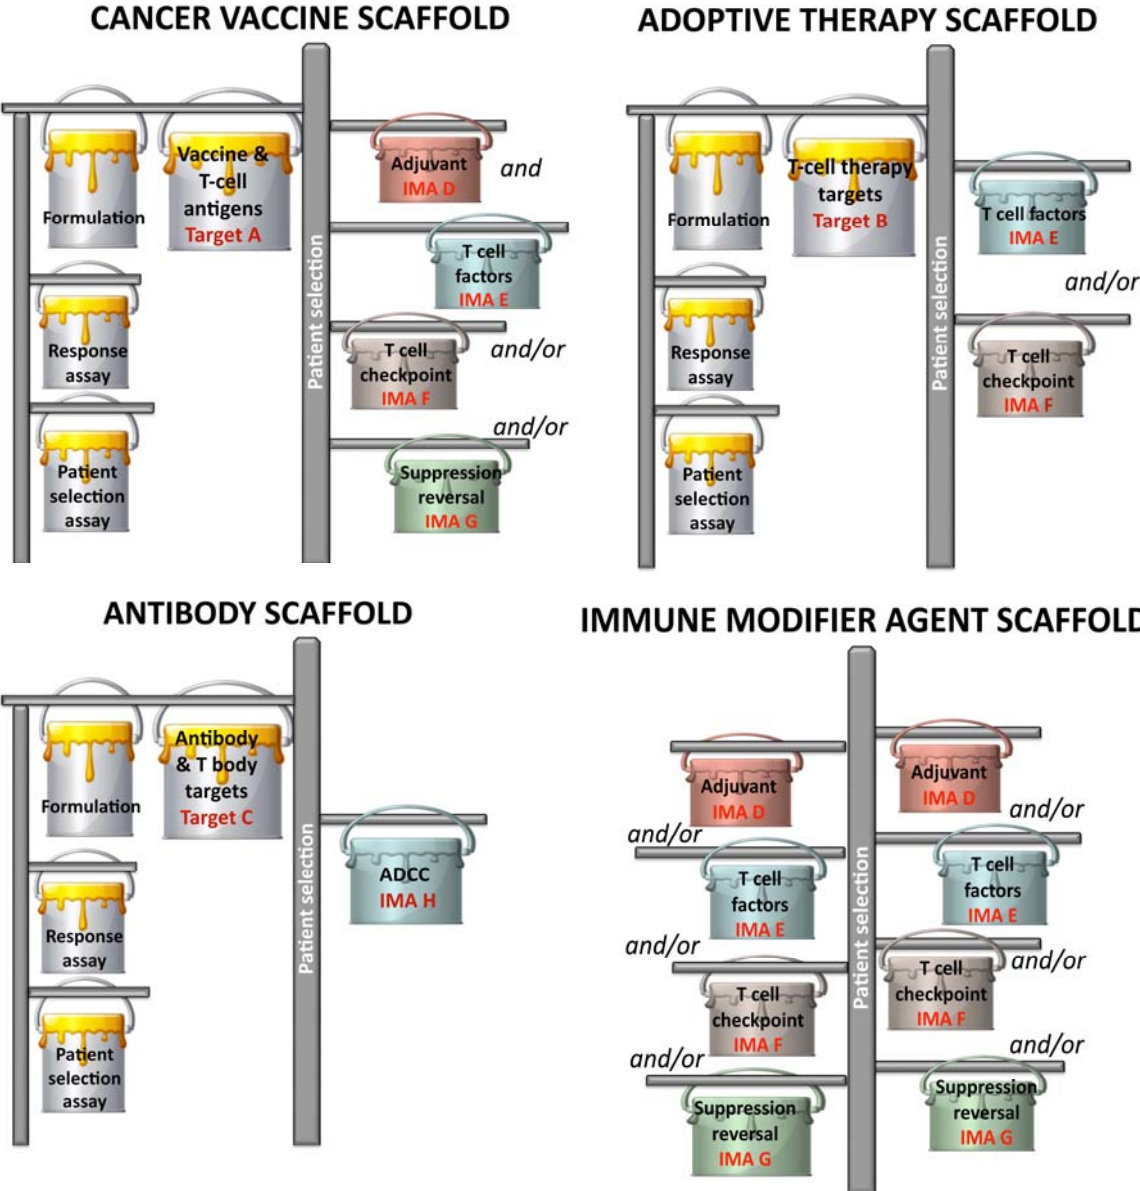 CANCER VACCINE SCAFFOLD
Formulation
Vaccine &
T-cell
antigens
Target A
Response
assay
Patient
selection
assay
Patient selection
Adjuvant
IMA D
and
T cell
factors
IMA E
T cell
checkpoint
IMA F
and/or
and/or
Suppression
reversal
IMA G
ADOPTIVE THERAPY SCAFFOLD
Formulation
T-cell therapy
targets
Target B
Response
assay
Patient
selection
assay
Patient selection
T cell factors
IMA E
and/or
T cell
checkpoint
IMA F
ANTIBODY SCAFFOLD
Formulation
Antibody
& T body
targets
Target C
Response
assay
Patient
selection
assay
Patient selection
ADCC
IMA H
IMMUNE MODIFIER AGENT SCAFFOLD
Adjuvant
IMA D
and/or
T cell
factors
IMA E
and/or
T cell
checkpoint
IMA F
and/or
Suppression
reversal
IMA G
Patient selection
Adjuvant
IMA D
and/or
T cell
factors
IMA E
and/or
T cell
checkpoint
IMA F
and/or
Suppression
reversal
IMA G